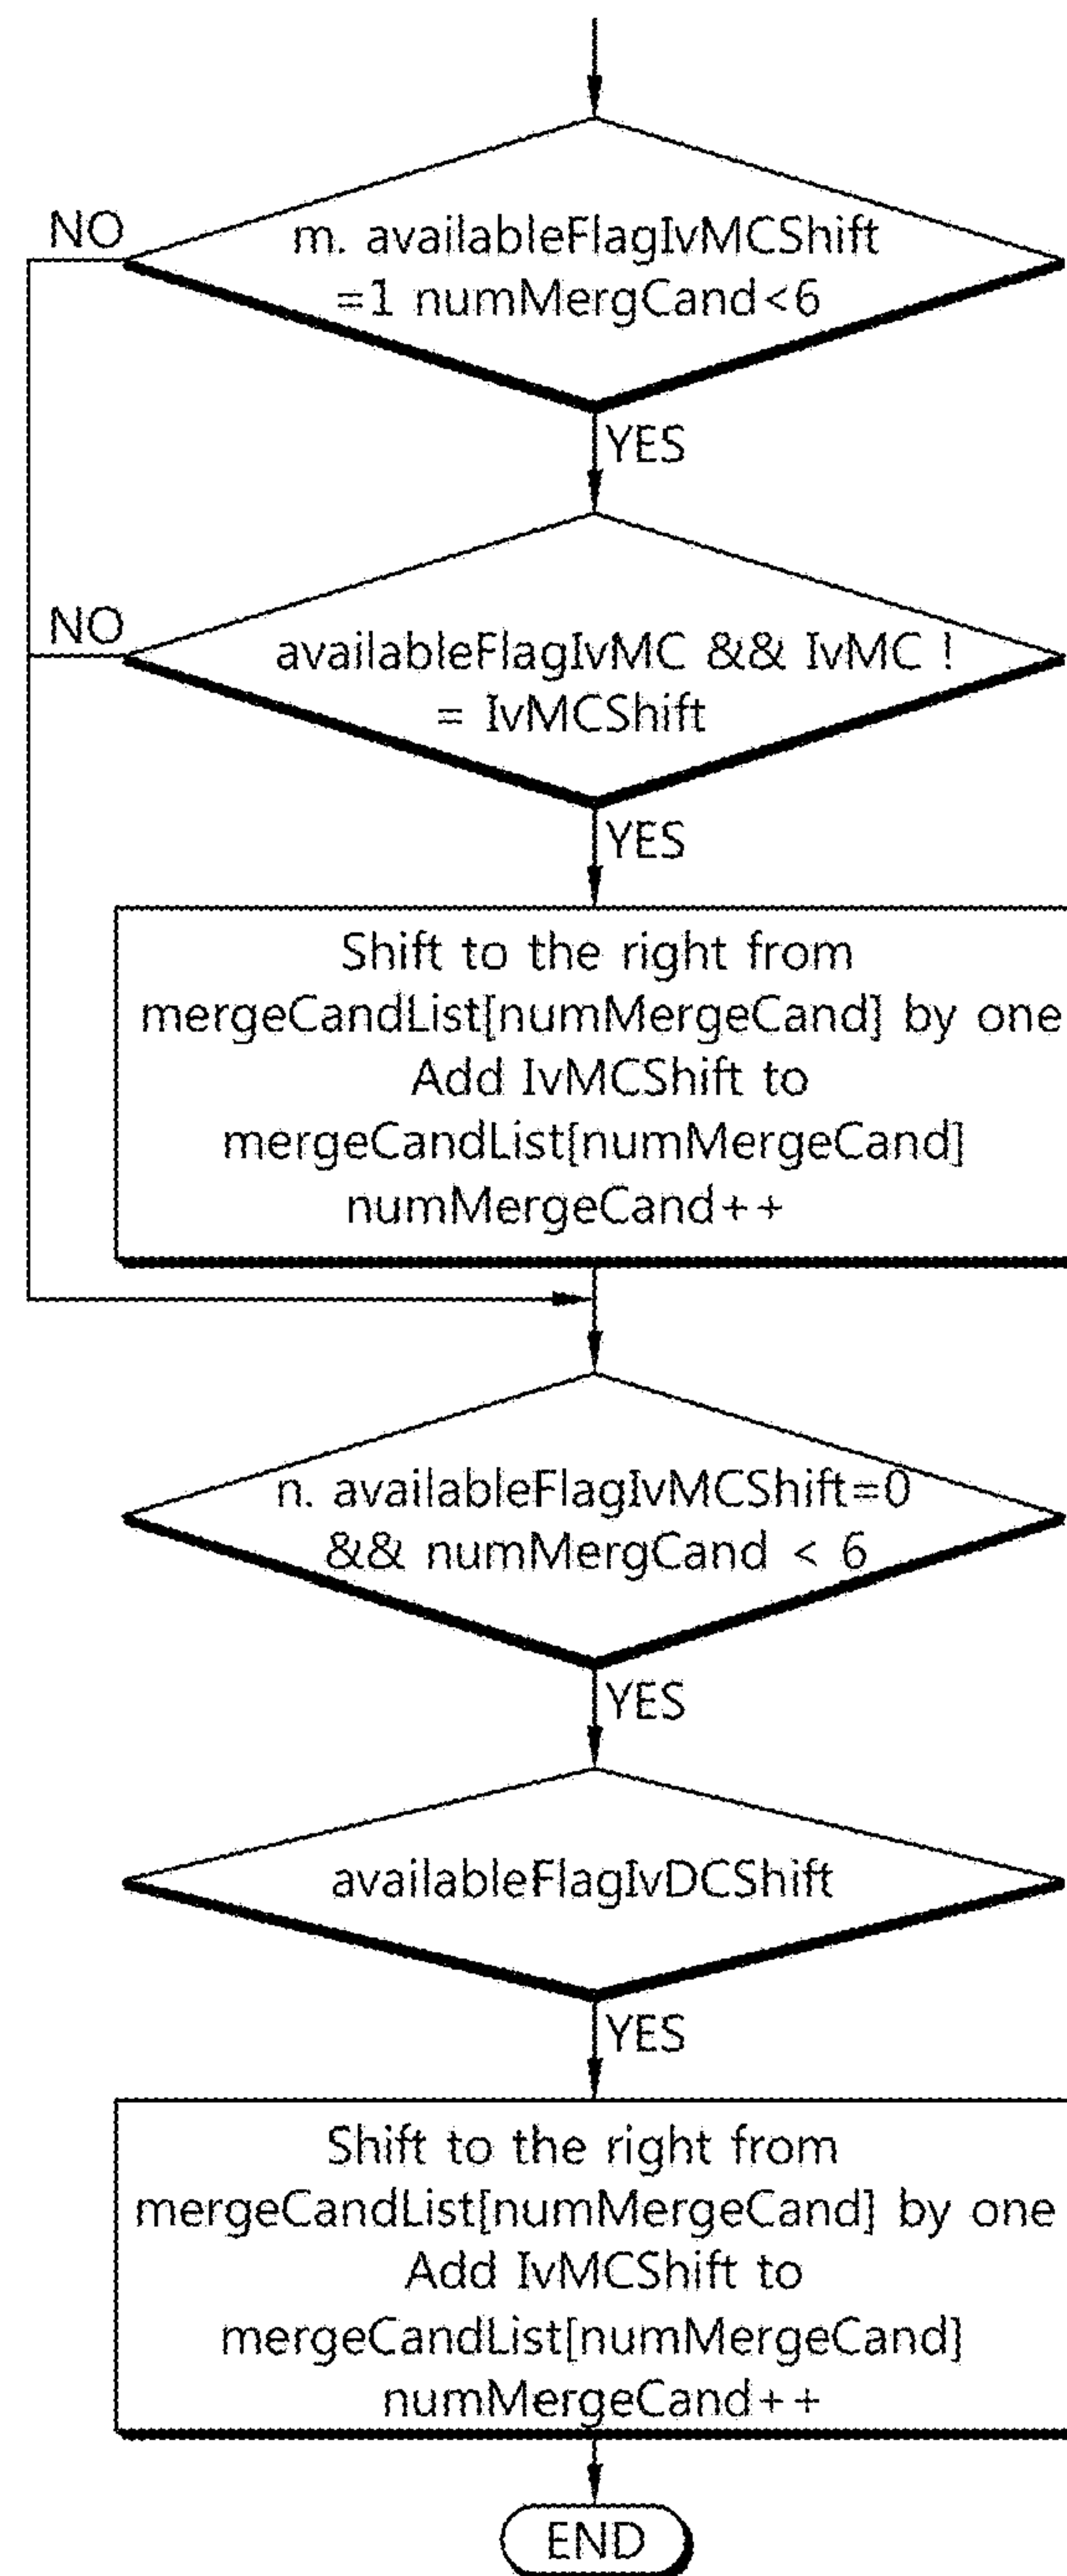 NO
m. availableFlagIvMCShift
=1 numMergCand<6
YES
NO
availableFlagIvMC && IvMC !
= IvMCShift
YES
Shift to the right from
mergeCandList[numMergeCand] by one
Add IvMCShift to
mergeCandList[numMergeCand]
numMergeCand++
n. availableFlagIvMCShift=0
&& numMergCand < 6
YES
availableFlagIvDCShift
YES
Shift to the right from
mergeCandList[numMergeCand] by one
Add IvMCShift to
mergeCandList[numMergeCand]
numMergeCand++
END